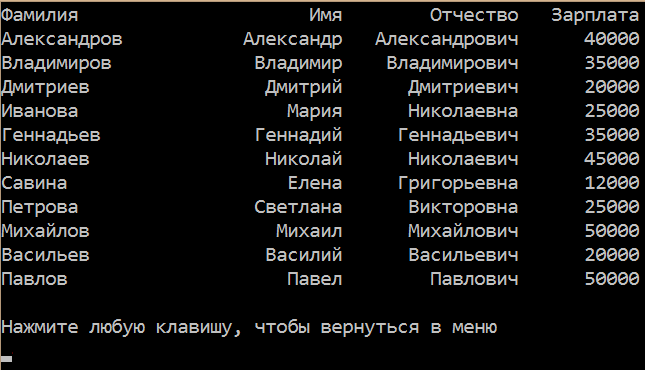 Фамилия Имя Отчество Зарплата
Александров Александр Александрович 40000
Владимиров Владимир Владимирович 35000
Дмитриев Дмитрий Дмитриевич 20000
Иванова Мария Николаевна 25000
Геннадьев Геннадий Геннадьевич 35000
Николаев Николай Николаевич 45000
Савина Елена Григорьевна 12000
Петрова Светлана Викторовна 25000
Михайлов Михаил Михайлович 50000
Васильев Василий Васильевич 20000
Павлов Павел Павлович 50000
Нажмите любую клавишу, чтобы вернуться в меню